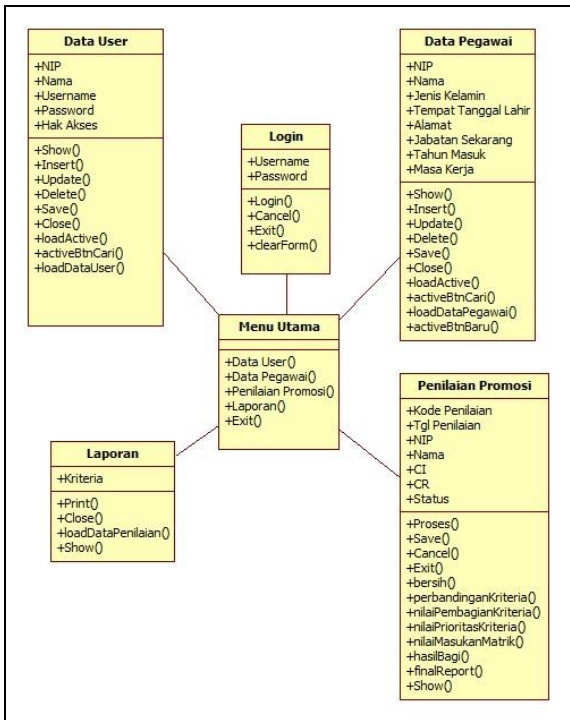 Data User
+NIP
+Nama
+Username
+Password
+Hak Akses
+Show()
+Insert()
+Update()
+Delete()
+Save()
+Close()
+loadActive()
+activeBtnCari()
+loadDataUser()
Login
+Username
+Password
+Login()
+Cancel()
+Exit()
+clearForm()
Data Pegawai
+NIP
+Nama
+Jenis Kelamin
+Tempat Tanggal Lahir
+Alamat
+Jabatan Sekarang
+Tahun Masuk
+Masa Kerja
+Show()
+Insert()
+Update()
+Delete()
+Save()
+Close()
+loadActive()
+activeBtnCari()
+loadDataPegawai()
+activeBtnBaru()
Menu Utama
+Data User()
+Data Pegawai()
+Penilaian Promosi()
+Laporan()
+Exit()
Laporan
+Kriteria
+Print()
+Close()
+loadDataPenilaian()
+Show()
Penilaian Promosi
+Kode Penilaian
+Tgl Penilaian
+NIP
+Nama
+CI
+CR
+Status
+Proses()
+Save()
+Cancel()
+Exit()
+bersih()
+perbandinganKriteria()
+nilaiPembagianKriteria()
+nilaiPrioritasKriteria()
+nilaiMasukanMatrik()
+hasilBagi()
+finalReport()
+Show()